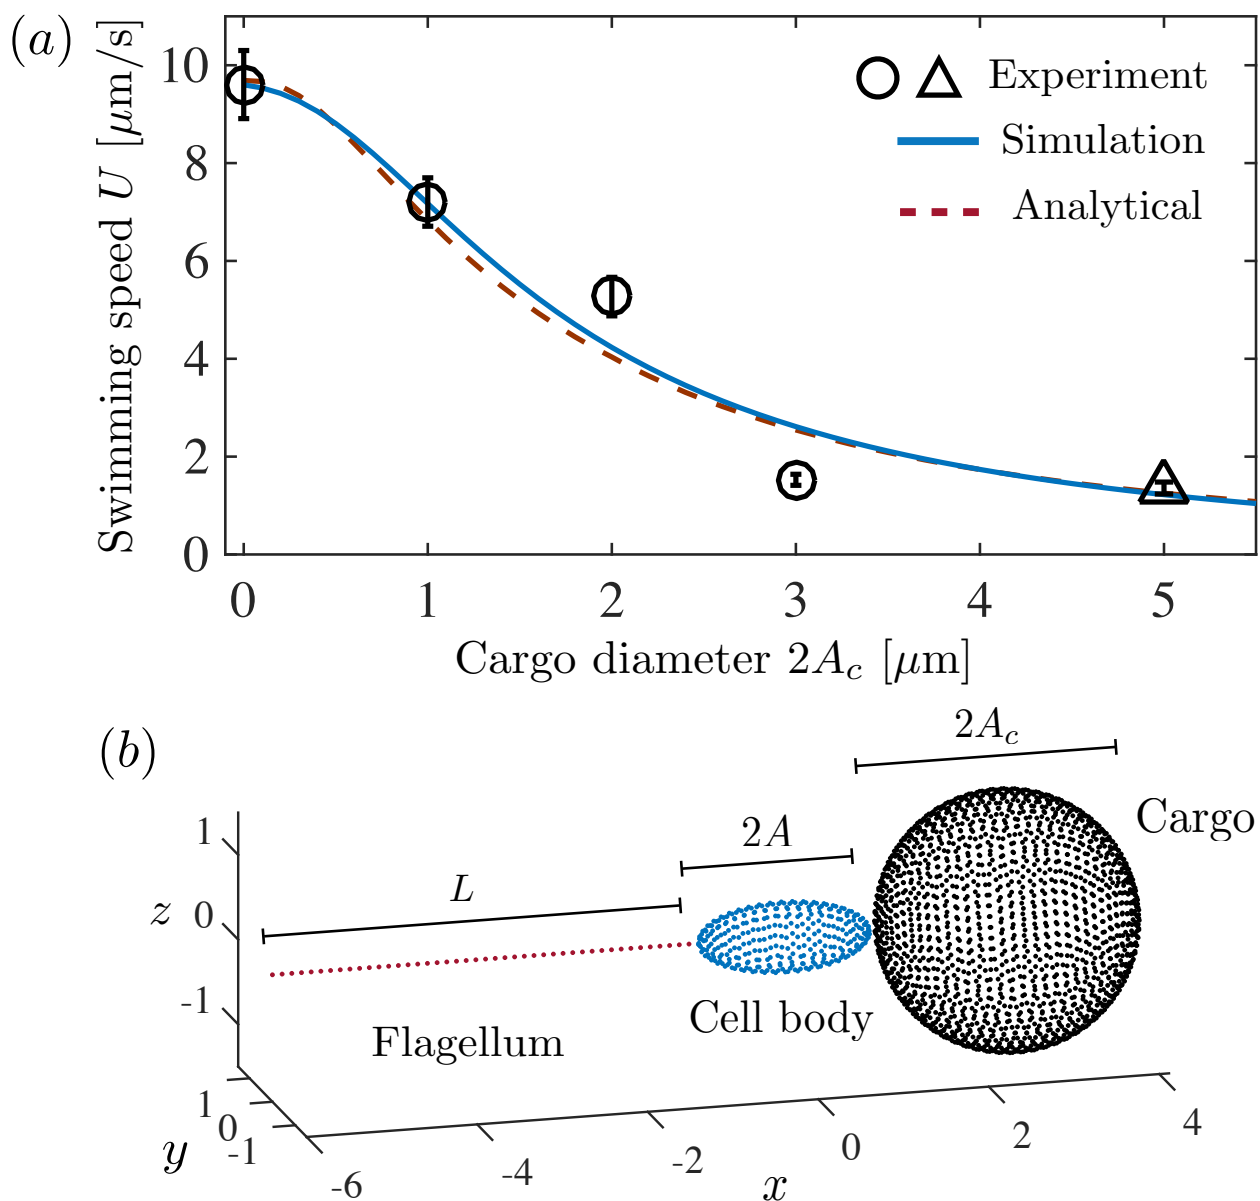 (a)
Swimming speed U [μm/s]
10
8
6
4
2
0
Experiment
Simulation
Analytical
0 1 2 3 4 5
Cargo diameter 2A_c [μm]
(b)
2A_c
Cargo
2A
L
1
z 0
-1
Cell body
Flagellum
1
0
-1
y
-6 -4 -2 0 2 4
x